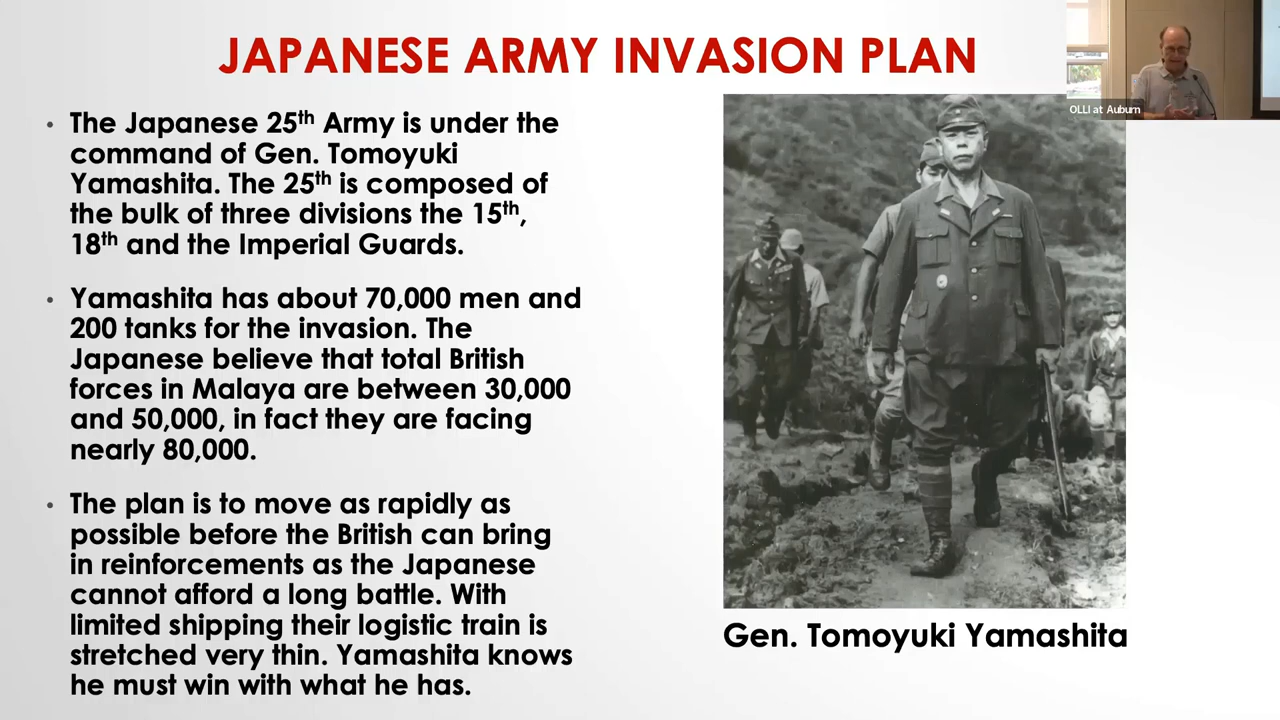 JAPANESE ARMY INVASION PLAN
OLLI at Auburn
• The Japanese 25th Army is under the
command of Gen. Tomoyuki
Yamashita. The 25th is composed of
the bulk of three divisions the 15th,
18th and the Imperial Guards.
• Yamashita has about 70,000 men and
200 tanks for the invasion. The
Japanese believe that total British
forces in Malaya are between 30,000
and 50,000, in fact they are facing
nearly 80,000.
• The plan is to move as rapidly as
possible before the British can bring
in reinforcements as the Japanese
cannot afford a long battle. With
limited shipping their logistic train is
stretched very thin. Yamashita knows
he must win with what he has.
Gen. Tomoyuki Yamashita